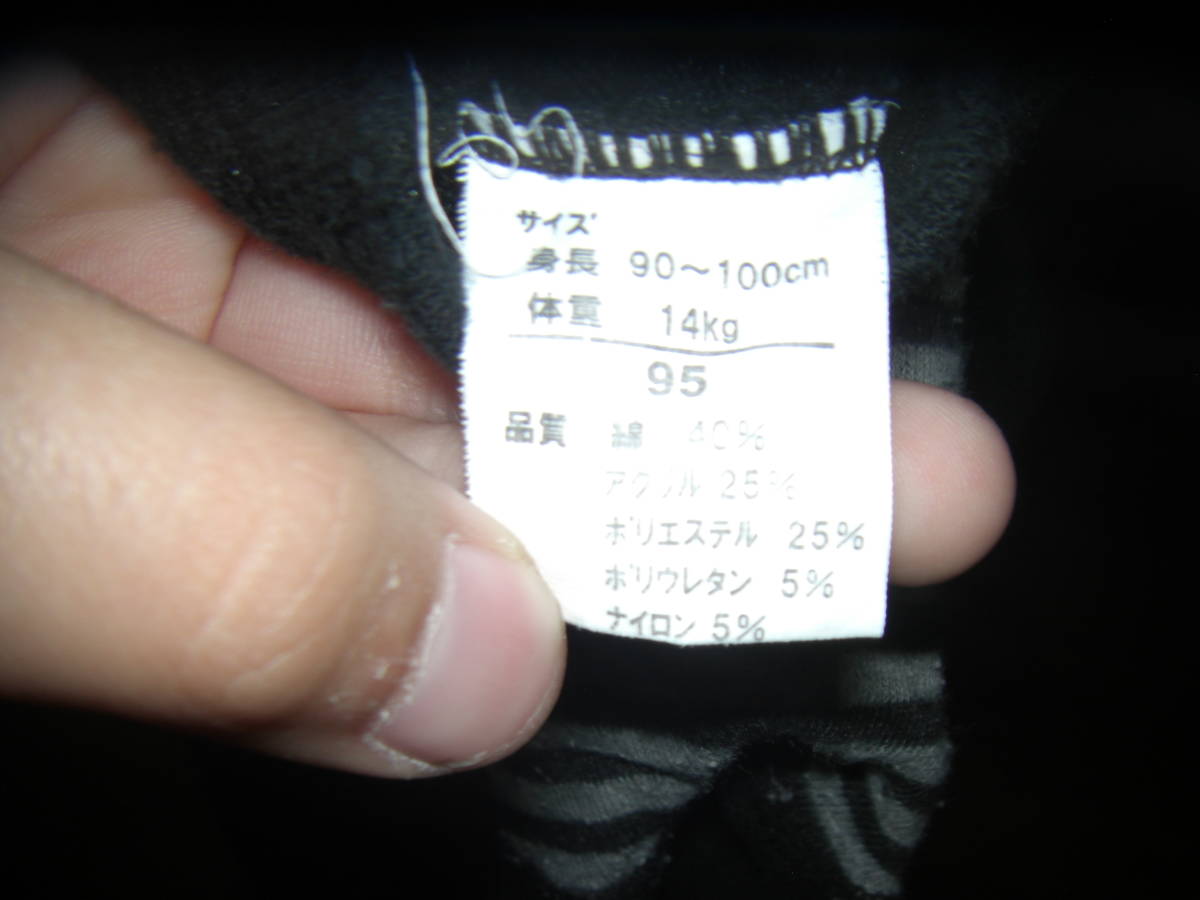 サイズ
身長 90～100cm
体重 14kg
95
品質 綿 40%
アクリル 25%
ポリエステル 25%
ポリウレタン 5%
ナイロン 5%